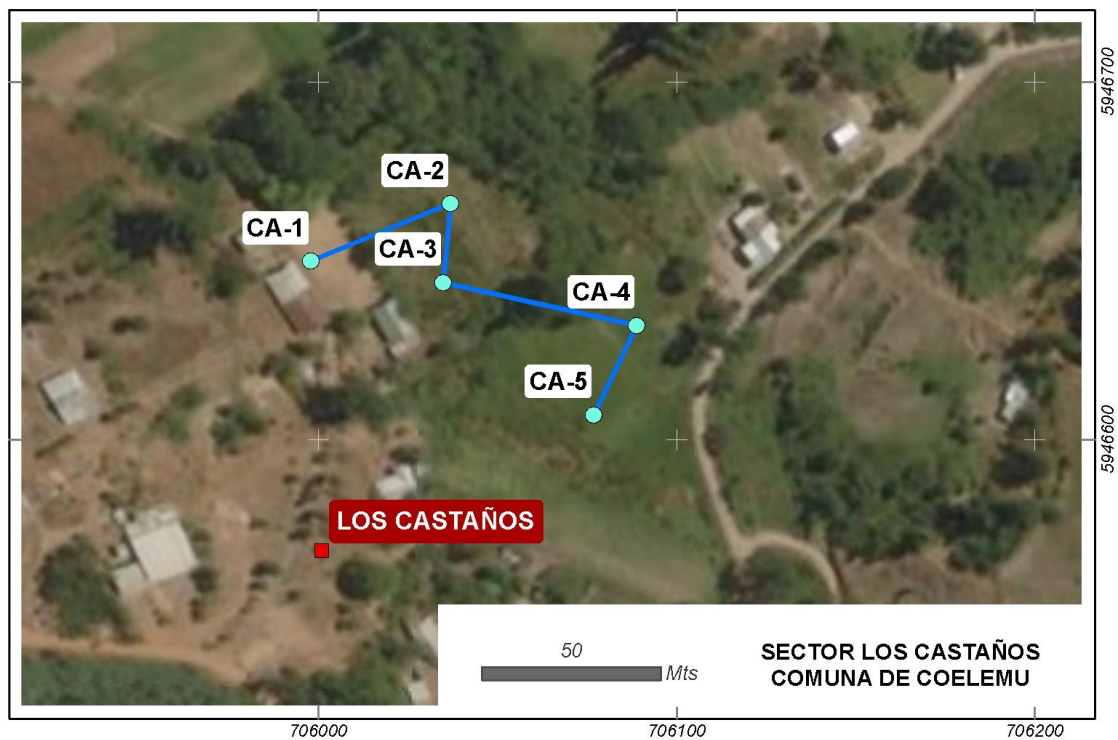 5946700
CA-2
CA-1
CA-3
CA-4
CA-5
5946600
LOS CASTAÑOS
50
Mts
SECTOR LOS CASTAÑOS
COMUNA DE COELEMU
706000
706100
706200